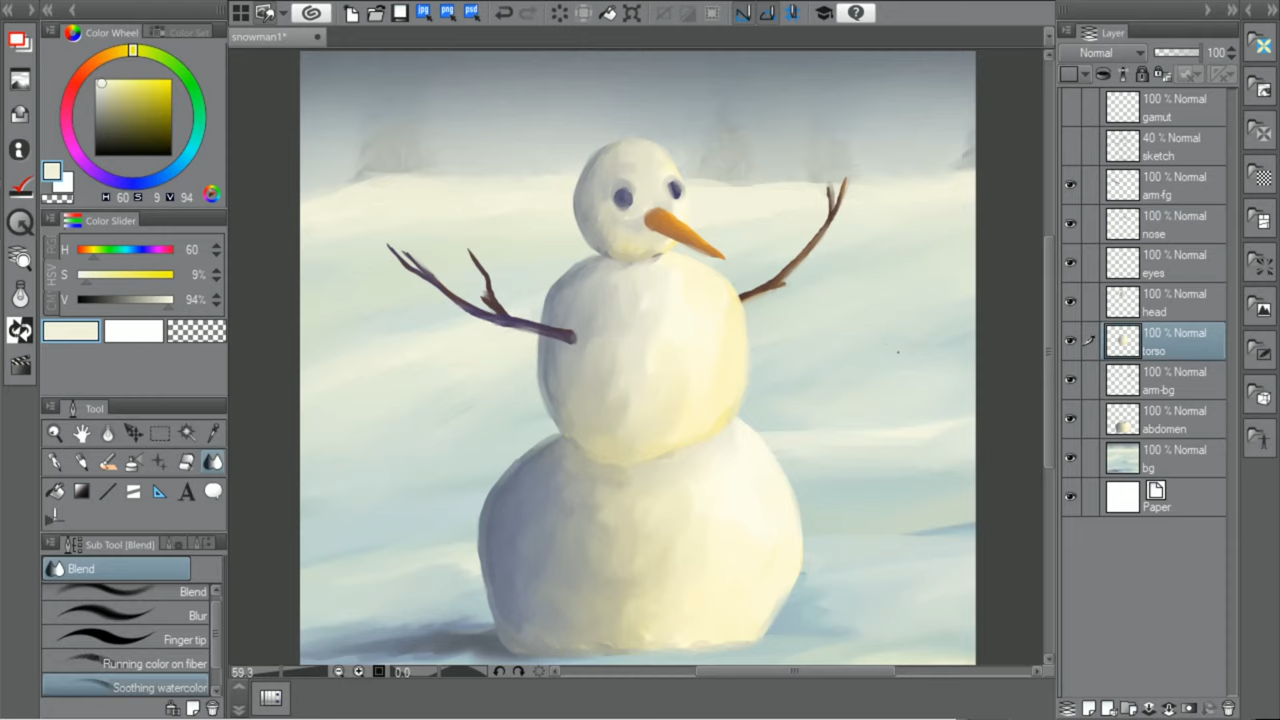 jpg png psd
snowman1*
Color Wheel
Color Set
H 60 S 9 V 94
Color Slider
H 60
S 9%
V 94%
Tool
Sub Tool [Blend]
Blend
Blend
Blur
Finger tip
Running color on fiber
Soothing watercolor
59.3
0.0
Layer
Normal 100
100 % Normal
gamut
40 % Normal
sketch
100 % Normal
arm-fg
100 % Normal
nose
100 % Normal
eyes
100 % Normal
head
100 % Normal
torso
100 % Normal
arm-bg
100 % Normal
abdomen
100 % Normal
bg
Paper